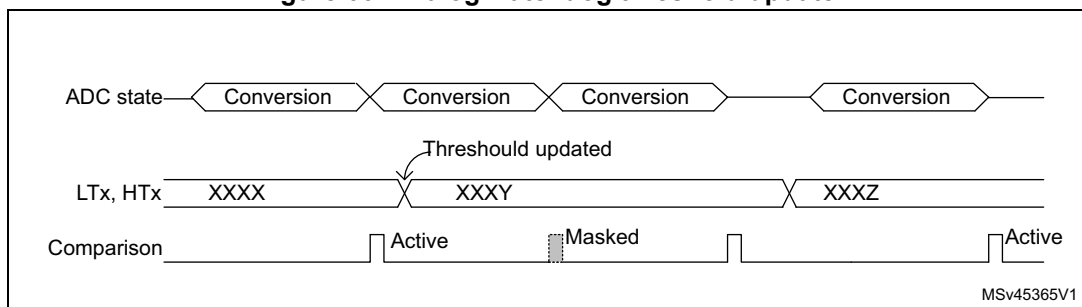 ADC state Conversion Conversion Conversion Conversion
Threshould updated
LTx, HTx XXXX XXXY XXXZ
Comparison Active Masked Active
MSv45365V1